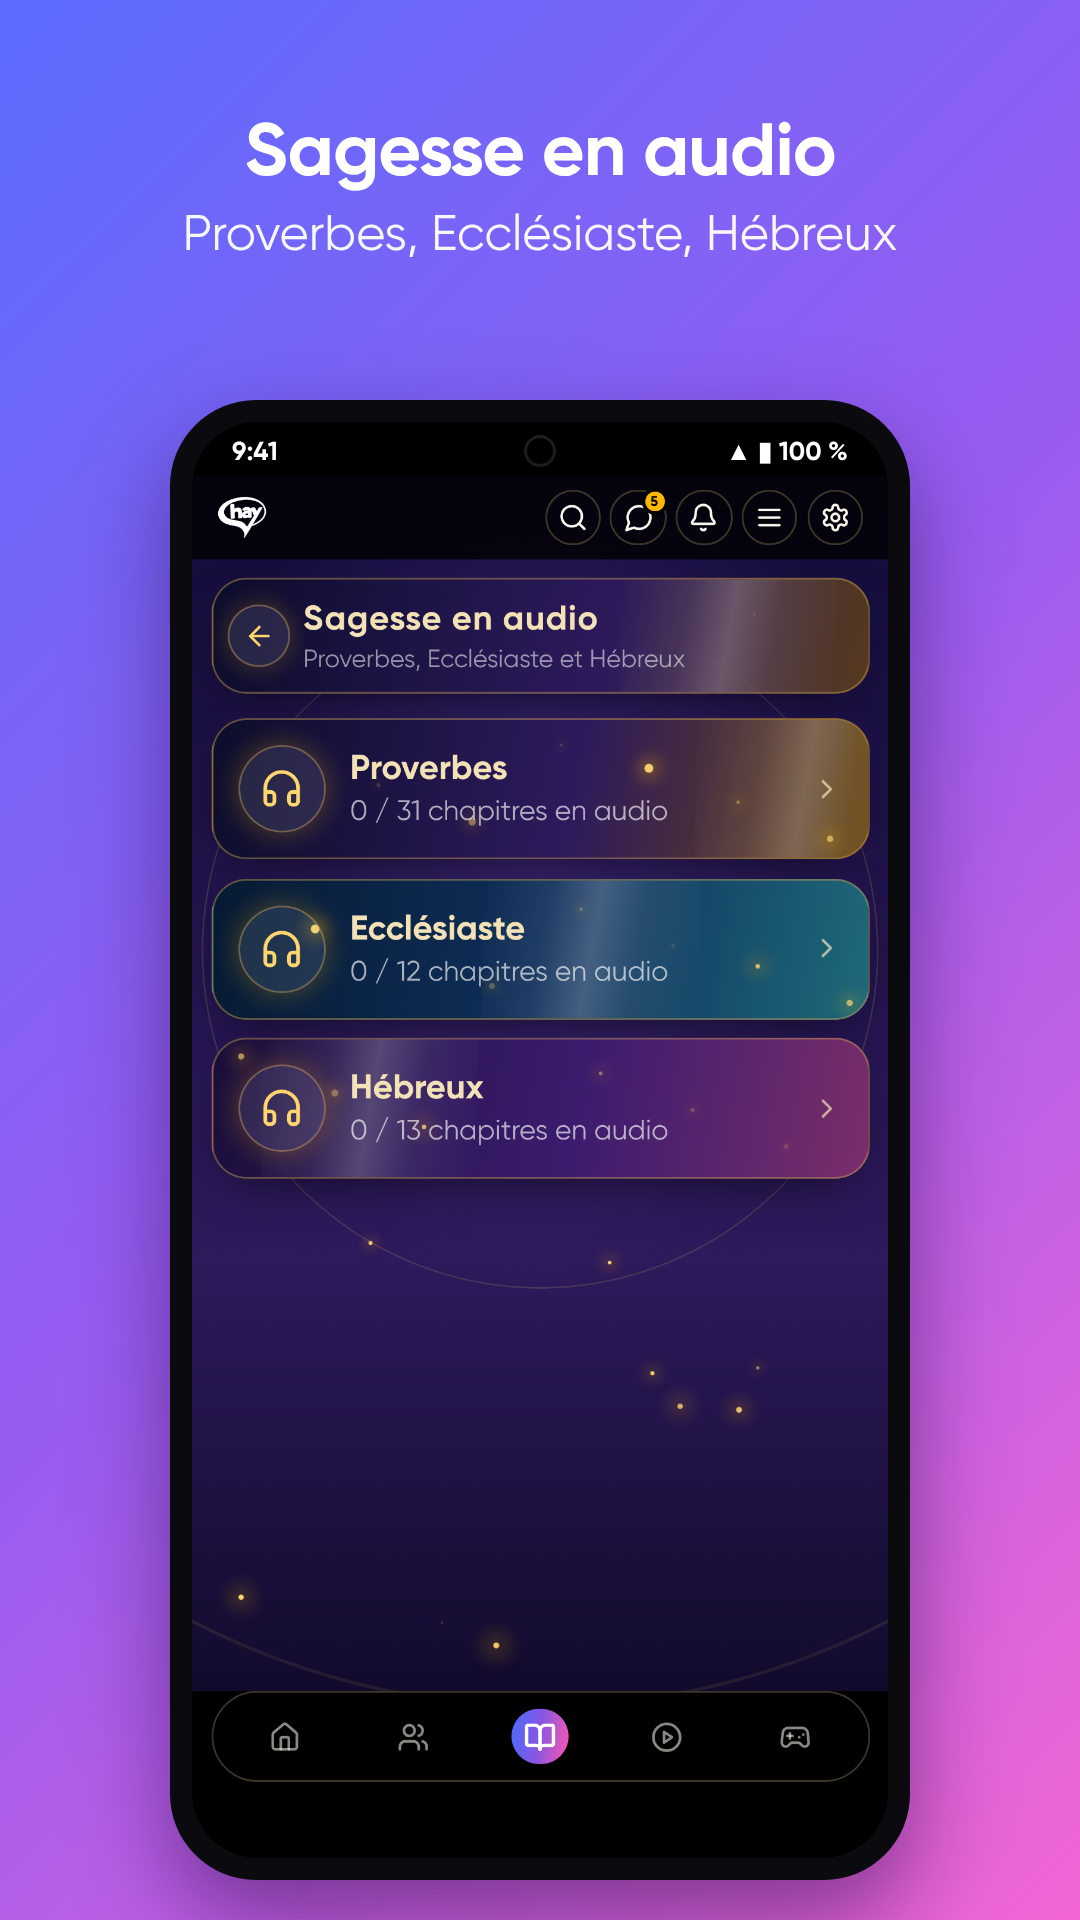 Sagesse en audio
Proverbes, Ecclésiaste, Hébreux
9:41
100 %
hay
5
Sagesse en audio
Proverbes, Ecclésiaste et Hébreux
Proverbes
0 / 31 chapitres en audio
Ecclésiaste
0 / 12 chapitres en audio
Hébreux
0 / 13 chapitres en audio